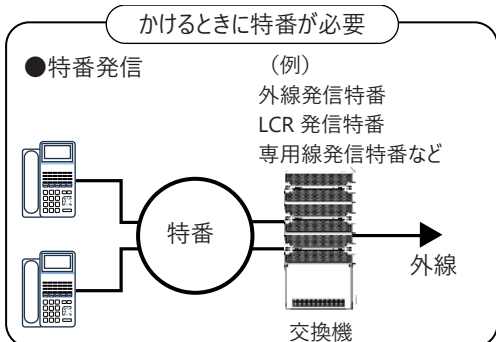 かけるときに特番が必要
●特番発信
（例）
外線発信特番
LCR 発信特番
専用線発信特番など
特番
外線
交換機